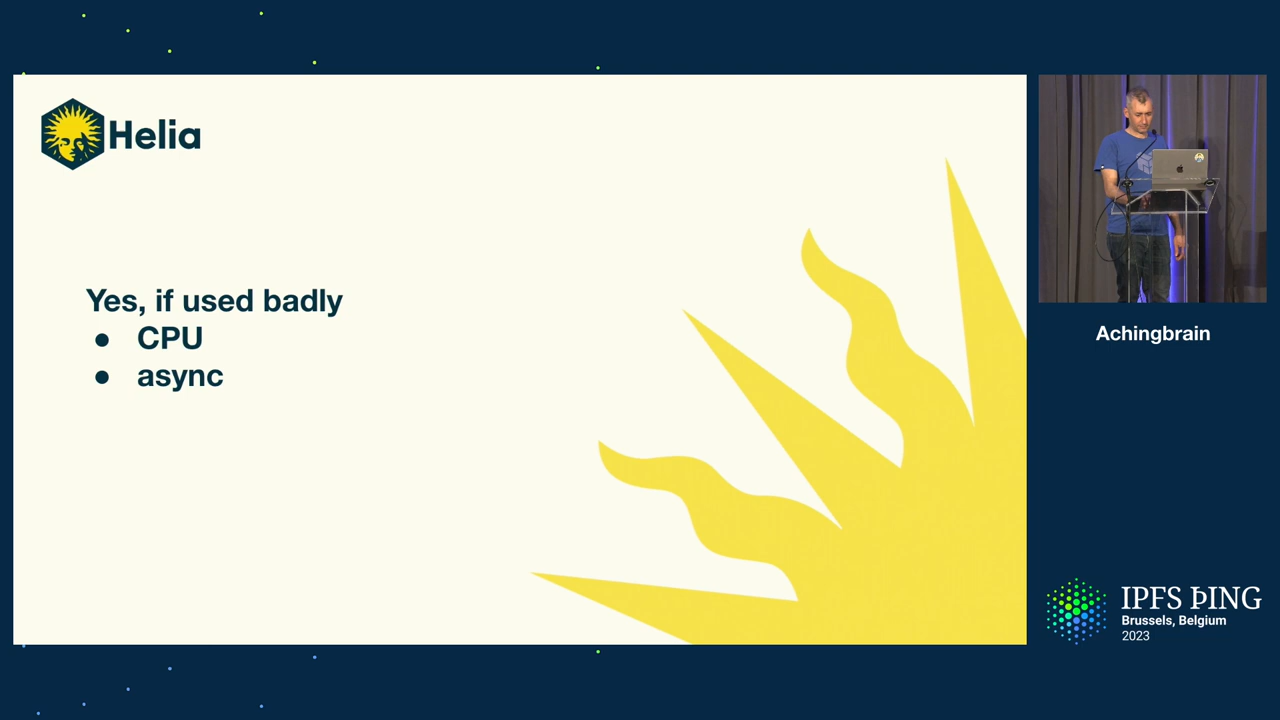 Helia
Yes, if used badly
● CPU
● async
Achingbrain
IPFS ÞING
Brussels, Belgium
2023